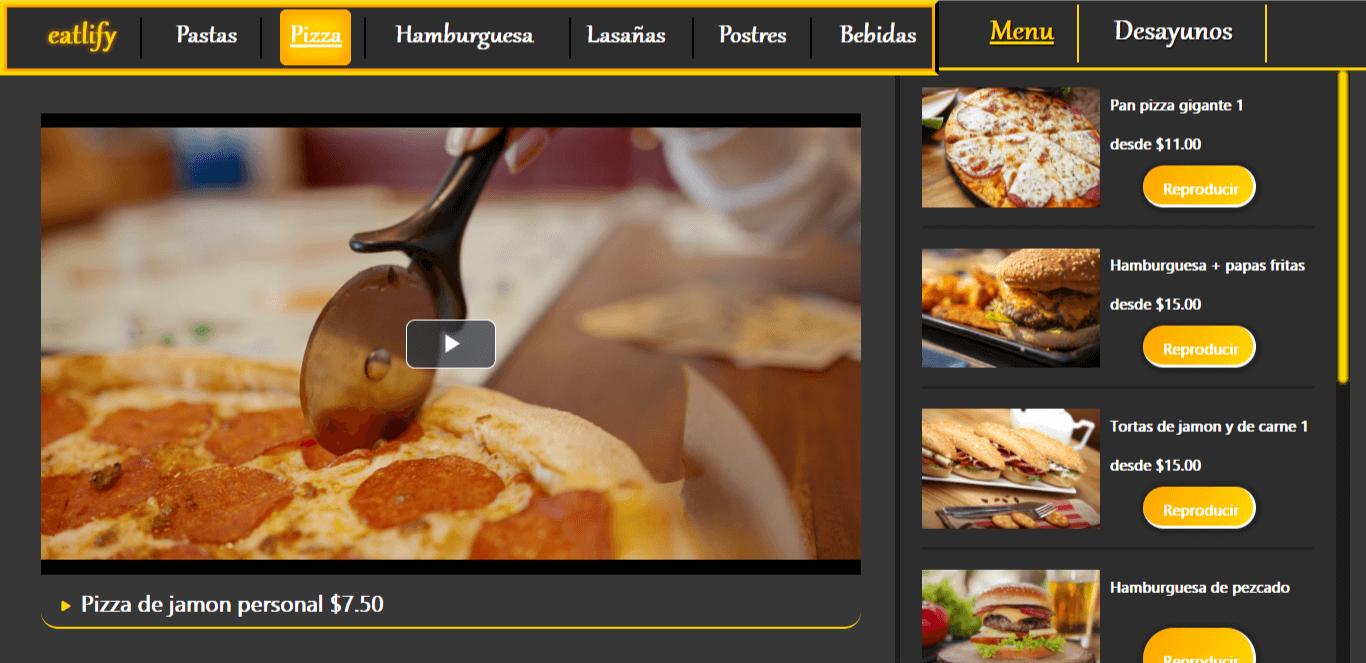 eatlify Pastas Pizza Hamburguesa Lasañas Postres Bebidas Menu Desayunos
Pizza de jamon personal $7.50
Pan pizza gigante 1
desde $11.00
Reproducir
Hamburguesa + papas fritas
desde $15.00
Reproducir
Tortas de jamon y de carne 1
desde $15.00
Reproducir
Hamburguesa de pezcado
Reproducir